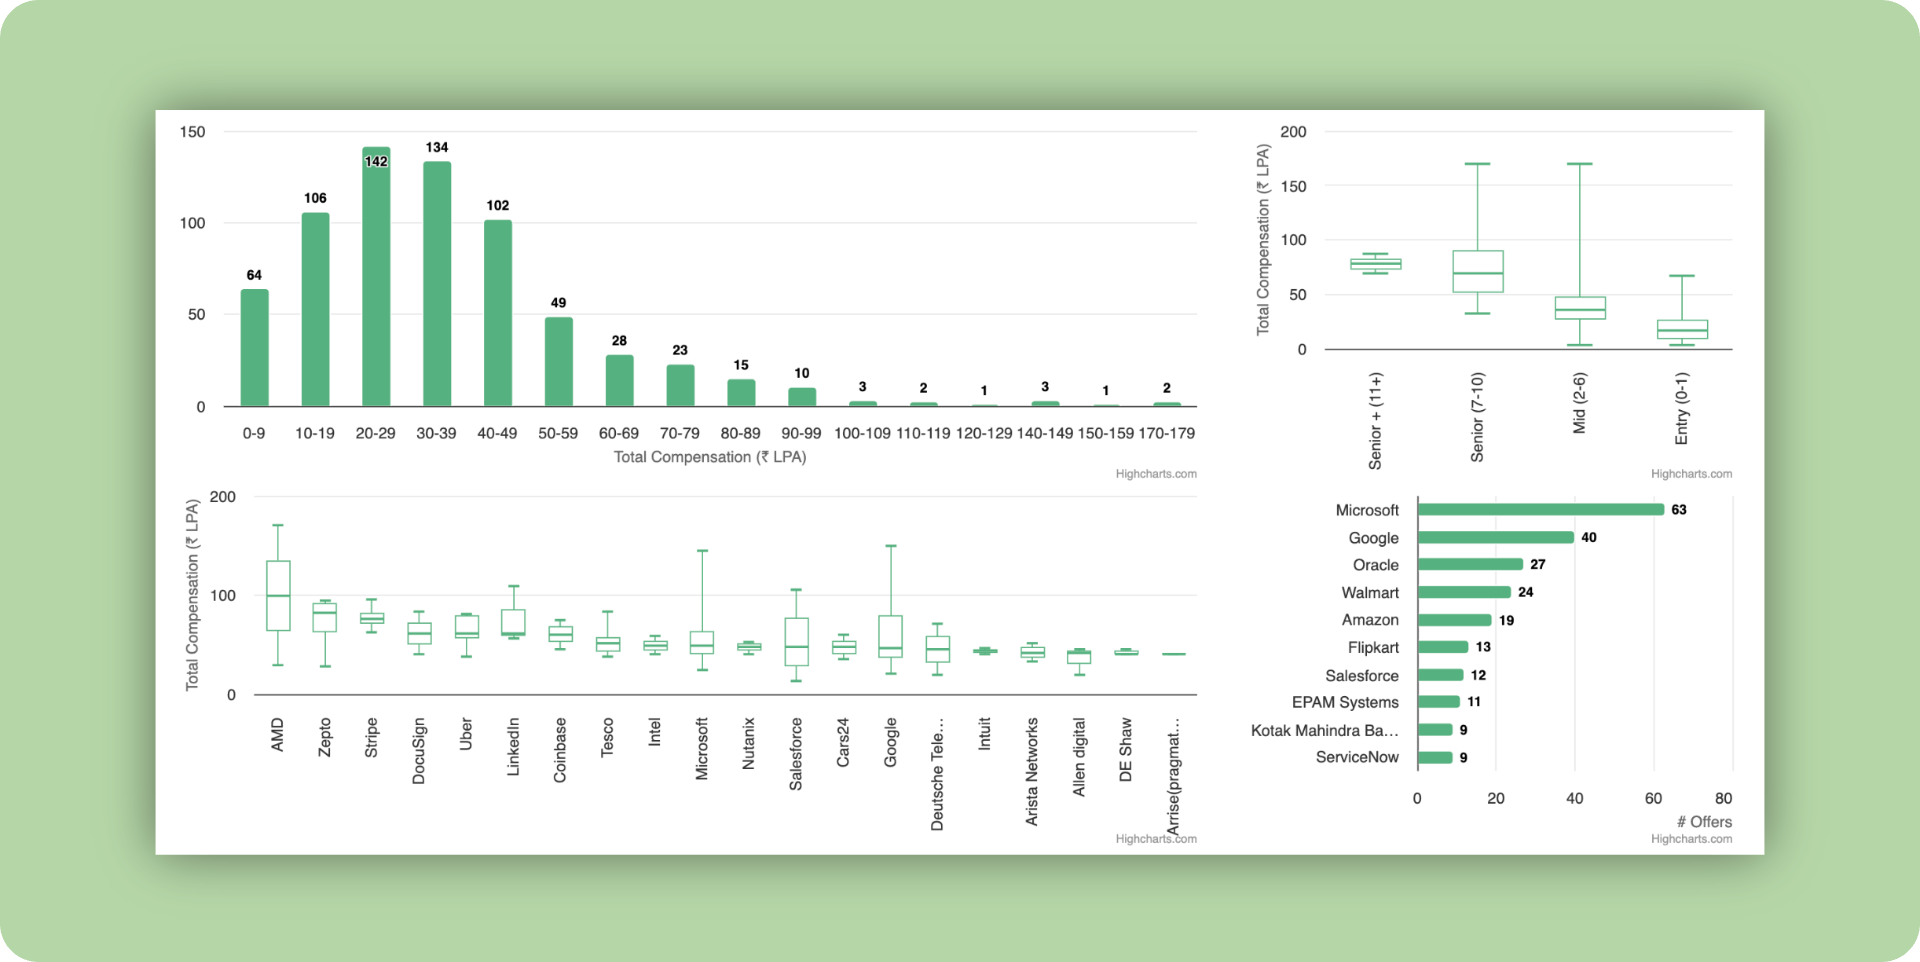 150
100
50
0
64
106
142
134
102
49
28
23
15
10
3
2
1
3
1
2
0-9 10-19 20-29 30-39 40-49 50-59 60-69 70-79 80-89 90-99 100-109 110-119 120-129 140-149 150-159 170-179
Total Compensation (₹ LPA)
Highcharts.com
Total Compensation (₹ LPA)
200
150
100
50
0
Senior + (11+)
Senior (7-10)
Mid (2-6)
Entry (0-1)
Highcharts.com
Total Compensation (₹ LPA)
200
100
0
AMD
Zepto
Stripe
DocuSign
Uber
LinkedIn
Coinbase
Tesco
Intel
Microsoft
Nutanix
Salesforce
Cars24
Google
Deutsche Tele…
Intuit
Arista Networks
Allen digital
DE Shaw
Arrise(pragmat…
Highcharts.com
Microsoft 63
Google 40
Oracle 27
Walmart 24
Amazon 19
Flipkart 13
Salesforce 12
EPAM Systems 11
Kotak Mahindra Ba… 9
ServiceNow 9
0 20 40 60 80
# Offers
Highcharts.com